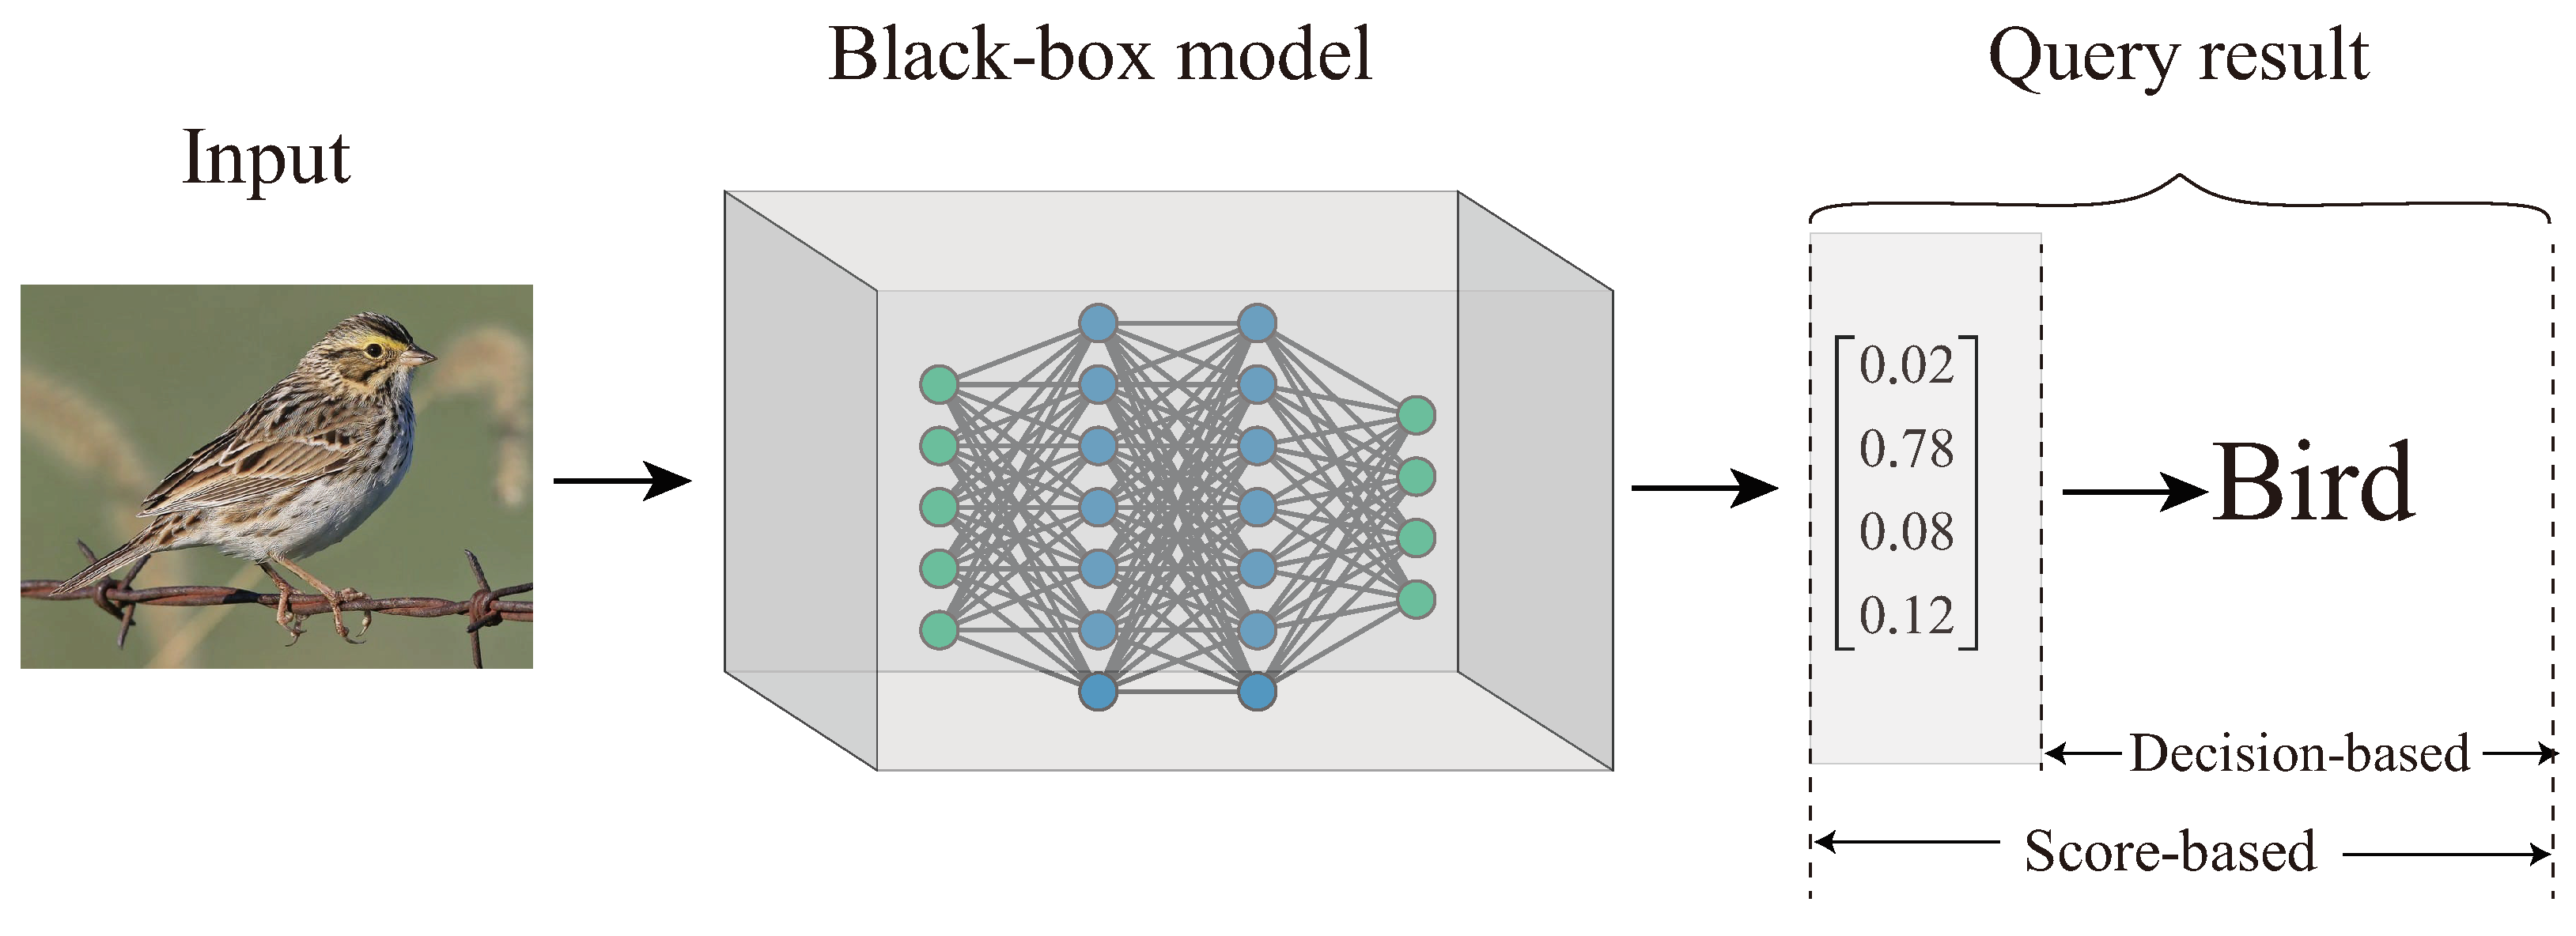 Input
Black-box model
Query result
0.02
0.78
0.08
0.12
Bird
Decision-based
Score-based